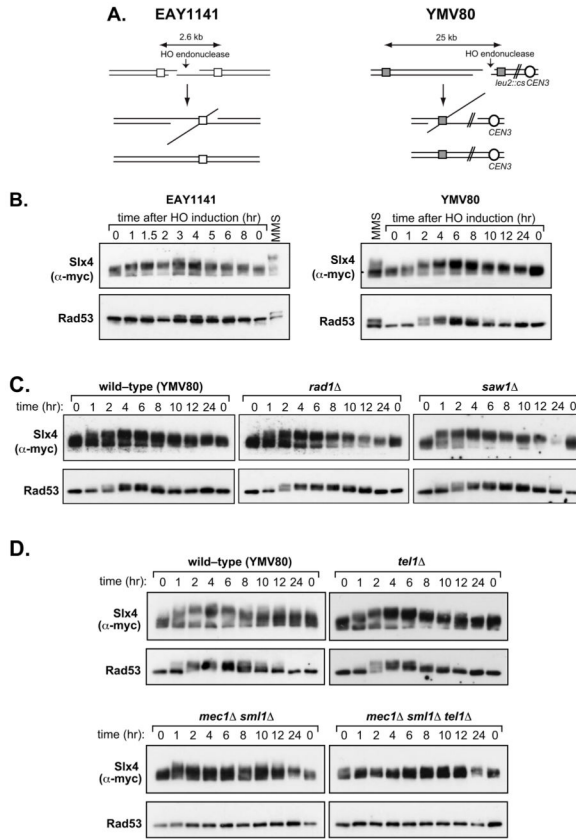 A.
EAY1141
2.6 kb
HO endonuclease
YMV80
25 kb
HO endonuclease
leu2::cs CEN3
CEN3
CEN3
B.
EAY1141
time after HO induction (hr)
0 1 1.5 2 3 4 5 6 8 0 MMS
Slx4
(α-myc)
Rad53
YMV80
time after HO induction (hr)
MMS 0 1 2 4 6 8 10 12 24 0
Slx4
(α-myc)
Rad53
C.
wild–type (YMV80) rad1Δ saw1Δ
time (hr): 0 1 2 4 6 8 10 12 24 0 0 1 2 4 6 8 10 12 24 0 0 1 2 4 6 8 10 12 24 0
Slx4
(α-myc)
Rad53
D.
wild–type (YMV80) tel1Δ
time (hr): 0 1 2 4 6 8 10 12 24 0 0 1 2 4 6 8 10 12 24 0
Slx4
(α-myc)
Rad53
mec1Δ sml1Δ mec1Δ sml1Δ tel1Δ
time (hr): 0 1 2 4 6 8 10 12 24 0 0 1 2 4 6 8 10 12 24 0
Slx4
(α-myc)
Rad53